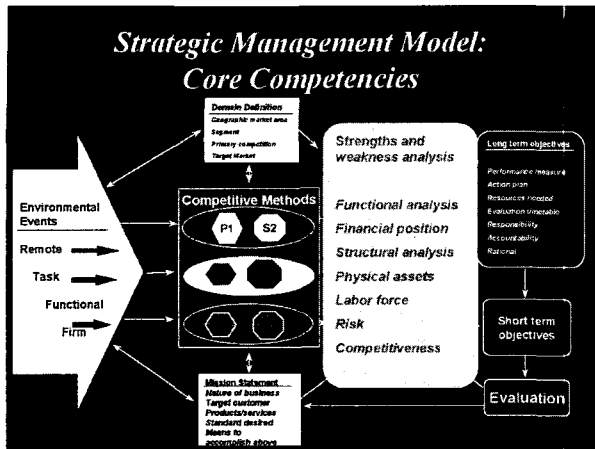 Strategic Management Model:
Core Competencies
Domain Definition
Geographic market area
Segment
Primary competition
Target Market
Environmental
Events
Remote
Task
Functional
Firm
Competitive Methods
P1
S2
Mission Statement
Nature of business
Target customer
Products/services
Standard desired
Means to
accomplish above
Strengths and
weakness analysis
Functional analysis
Financial position
Structural analysis
Physical assets
Labor force
Risk
Competitiveness
Long term objectives
Performance measure
Action plan
Resources needed
Evaluation timetable
Responsibility
Accountability
Rational
Short term
objectives
Evaluation